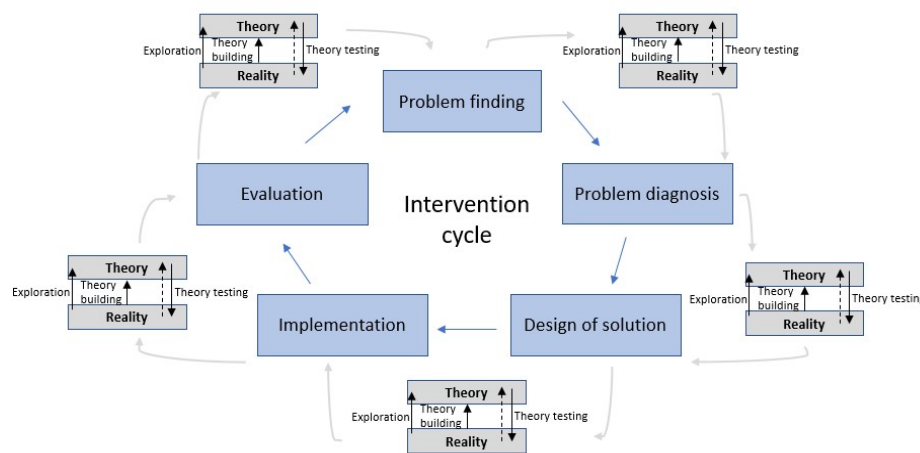 Theory
Exploration
Theory
building
Theory testing
Reality
Theory
Exploration
Theory
building
Theory testing
Reality
Problem finding
Evaluation
Problem diagnosis
Intervention
cycle
Theory
Exploration
Theory
building
Theory testing
Reality
Theory
Exploration
Theory
building
Theory testing
Reality
Implementation
Design of solution
Theory
Exploration
Theory
building
Theory testing
Reality